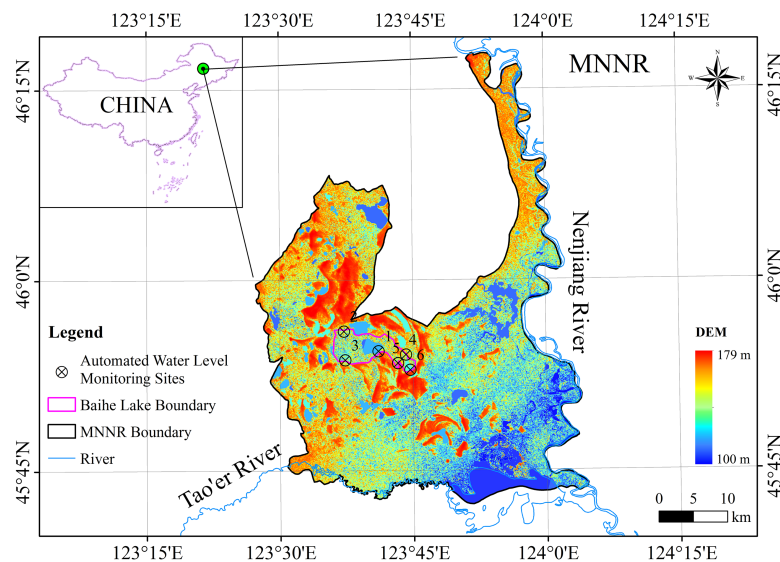 123°15'E 123°30'E 123°45'E 124°0'E 124°15'E
MNNR
N
W E
S
CHINA
46°15'N
46°15'N
46°0'N
46°0'N
45°45'N
45°45'N
Nenjiang River
Tao'er River
1
4
3
5
6
Legend
Automated Water Level
Monitoring Sites
Baihe Lake Boundary
MNNR Boundary
River
DEM
179 m
100 m
0 5 10
km
123°15'E 123°30'E 123°45'E 124°0'E 124°15'E